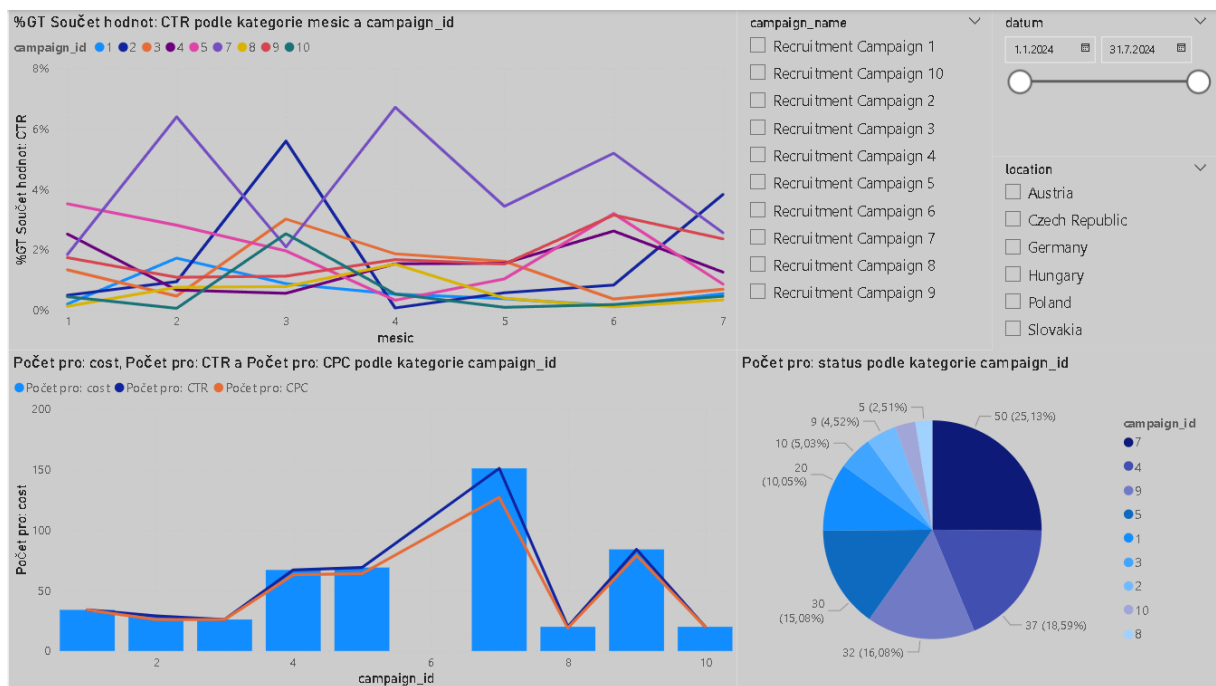 %GT Součet hodnot: CTR podle kategorie mesic a campaign_id
campaign_id 1 2 3 4 5 7 8 9 10
8%
6%
4%
2%
0%
%GT Součet hodnot: CTR
1 2 3 4 5 6 7
mesic
campaign_name
Recruitment Campaign 1
Recruitment Campaign 10
Recruitment Campaign 2
Recruitment Campaign 3
Recruitment Campaign 4
Recruitment Campaign 5
Recruitment Campaign 6
Recruitment Campaign 7
Recruitment Campaign 8
Recruitment Campaign 9
datum
1.1.2024 31.7.2024
location
Austria
Czech Republic
Germany
Hungary
Poland
Slovakia
Počet pro: cost, Počet pro: CTR a Počet pro: CPC podle kategorie campaign_id
Počet pro: cost Počet pro: CTR Počet pro: CPC
200
150
100
50
0
Počet pro: cost
2 4 6 8 10
campaign_id
Počet pro: status podle kategorie campaign_id
50 (25,13%)
37 (18,59%)
32 (16,08%)
30
(15,08%)
20
(10,05%)
10 (5,03%)
9 (4,52%)
5 (2,51%)
campaign_id
7
4
9
5
1
3
2
10
8